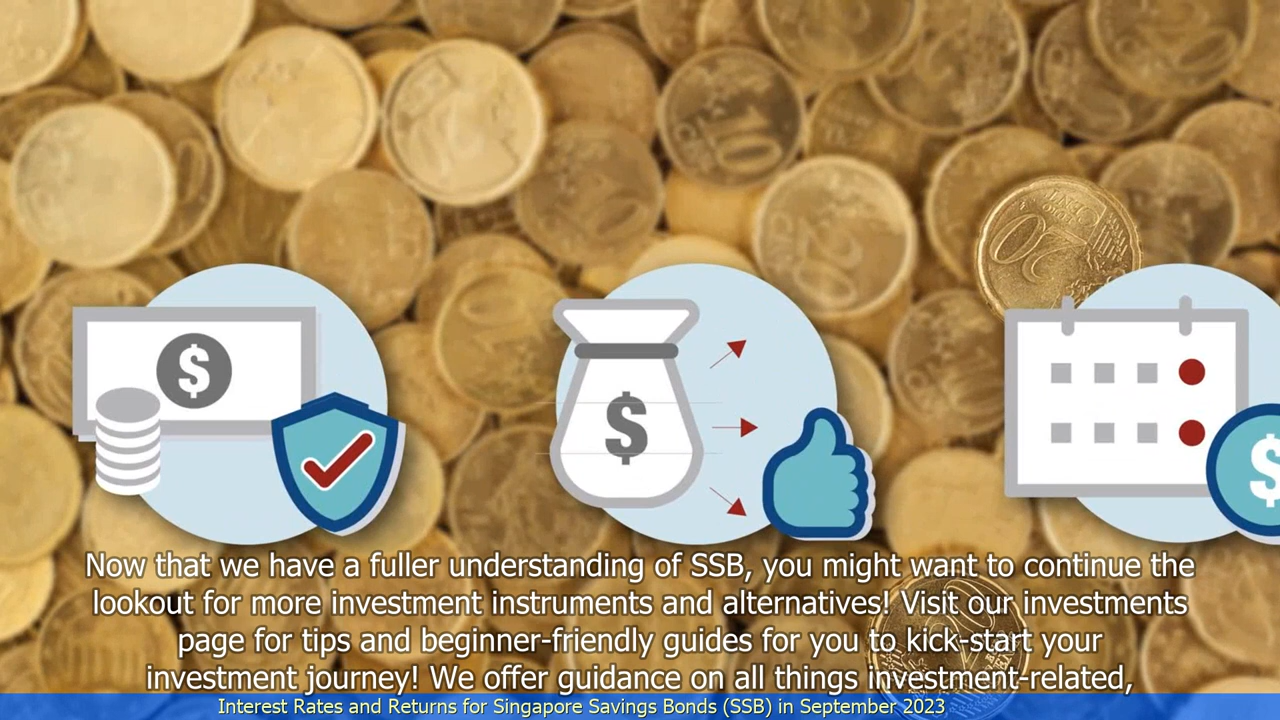 $
$
$
Now that we have a fuller understanding of SSB, you might want to continue the
lookout for more investment instruments and alternatives! Visit our investments
page for tips and beginner-friendly guides for you to kick-start your
investment journey! We offer guidance on all things investment-related,
Interest Rates and Returns for Singapore Savings Bonds (SSB) in September 2023